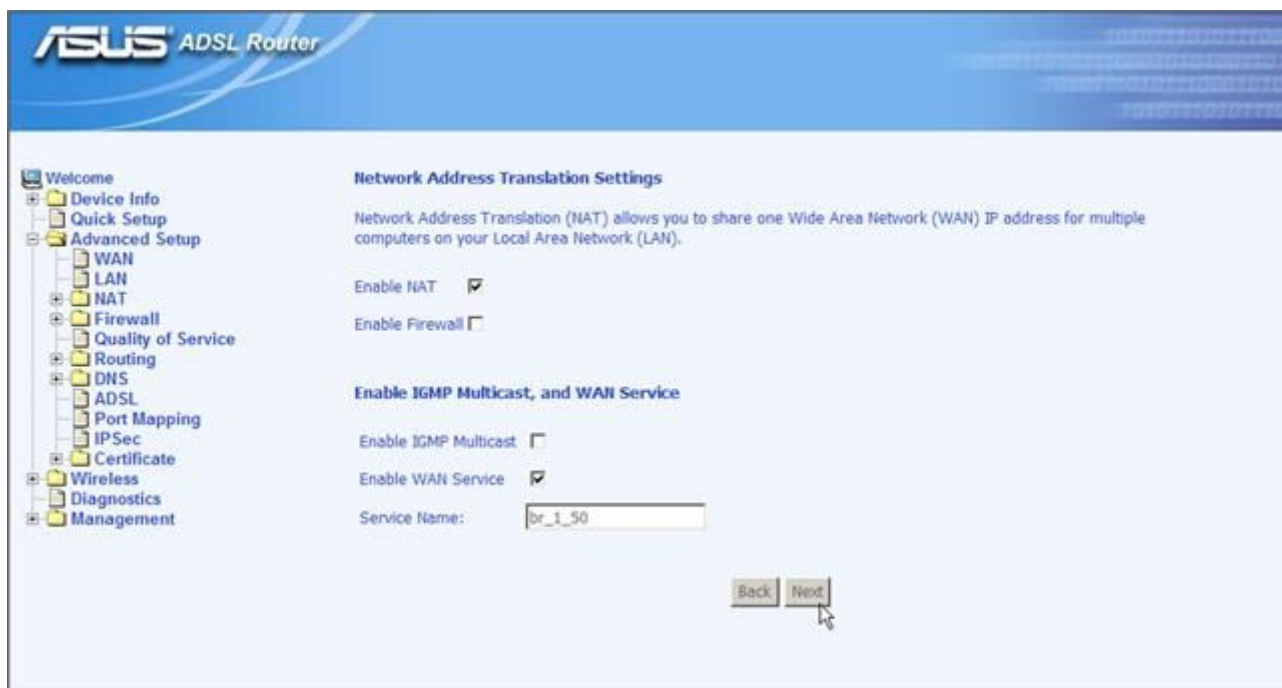 ASUS ADSL Router
Welcome
Device Info
Quick Setup
Advanced Setup
WAN
LAN
NAT
Firewall
Quality of Service
Routing
DNS
ADSL
Port Mapping
IPSec
Certificate
Wireless
Diagnostics
Management
Network Address Translation Settings
Network Address Translation (NAT) allows you to share one Wide Area Network (WAN) IP address for multiple
computers on your Local Area Network (LAN).
Enable NAT
Enable Firewall
Enable IGMP Multicast, and WAN Service
Enable IGMP Multicast
Enable WAN Service
Service Name: br_1_50
Back Next